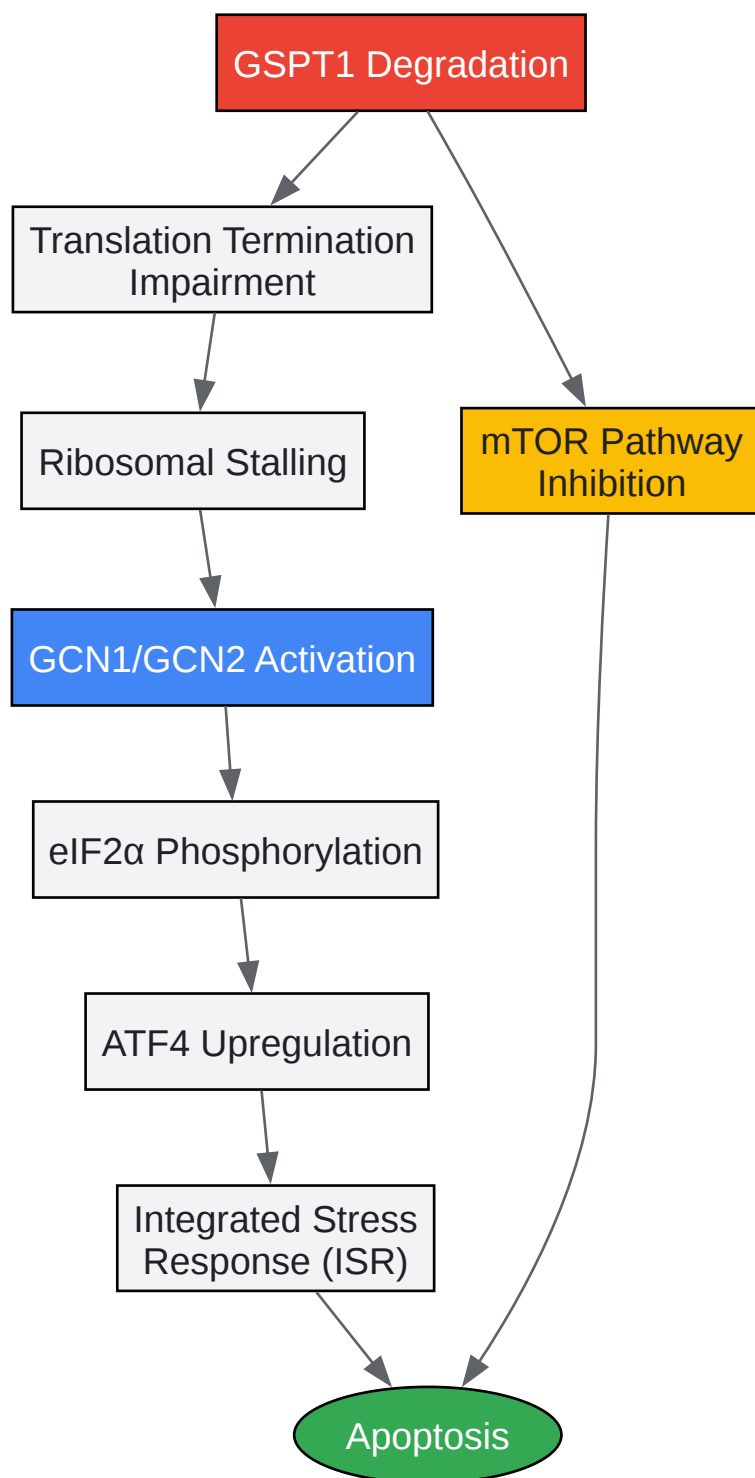 GSPT1 Degradation
Translation Termination
Impairment
Ribosomal Stalling
mTOR Pathway
Inhibition
GCN1/GCN2 Activation
eIF2α Phosphorylation
ATF4 Upregulation
Integrated Stress
Response (ISR)
Apoptosis